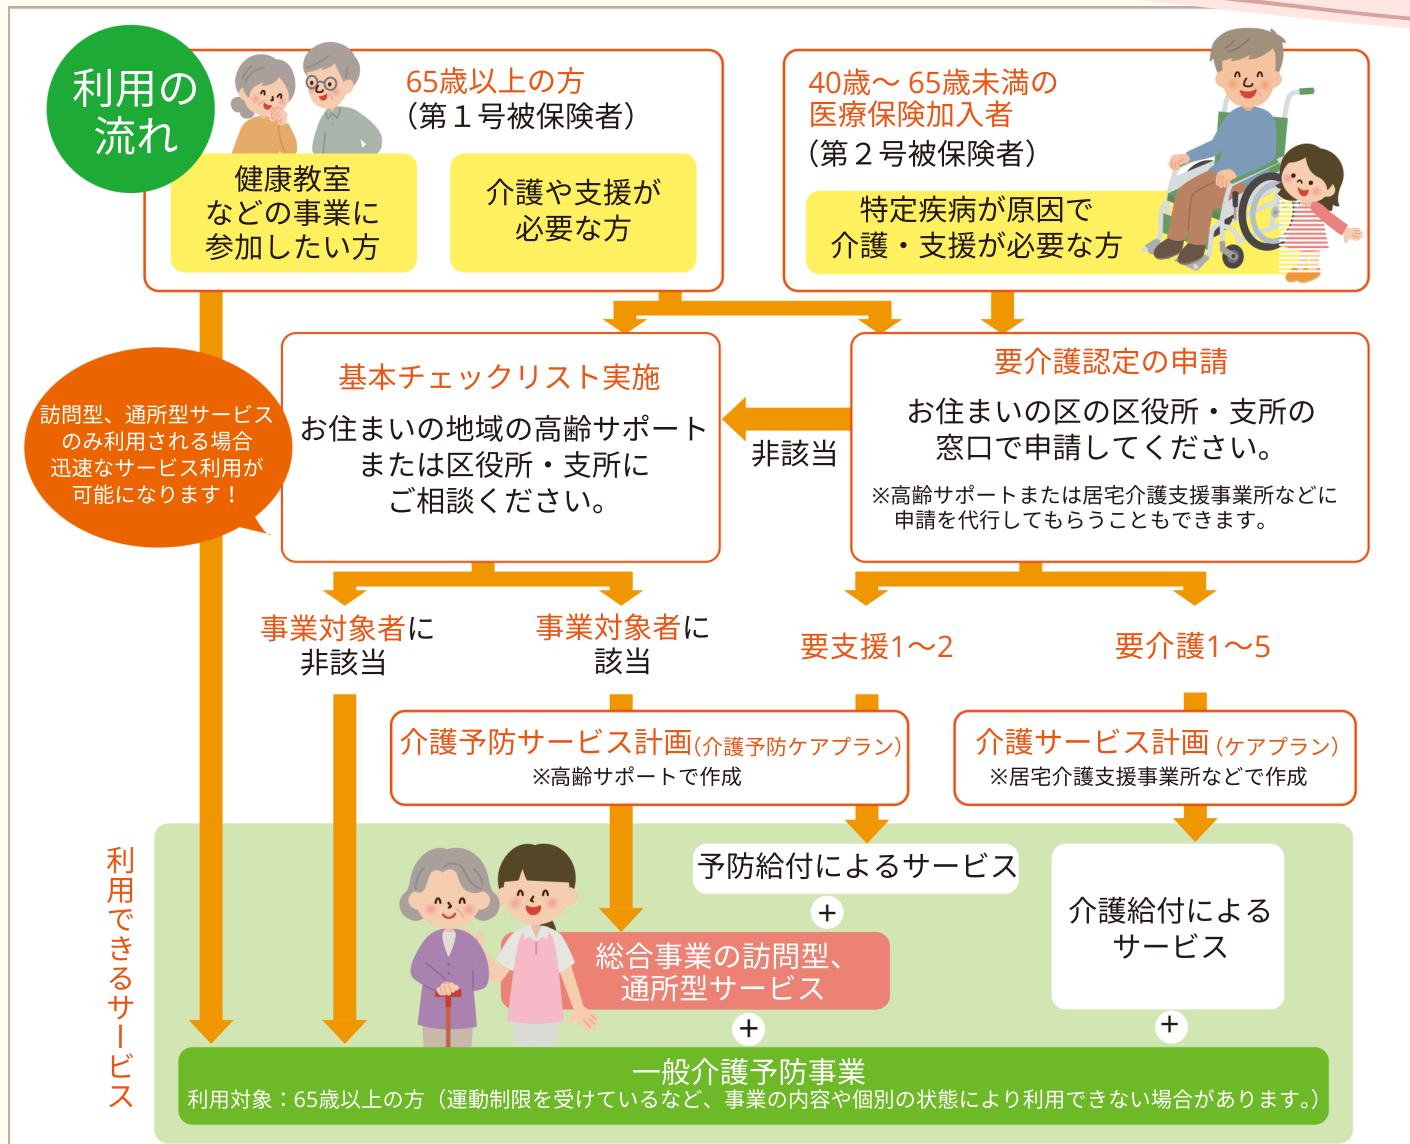 利用の
流れ
65歳以上の方
（第１号被保険者）
健康教室
などの事業に
参加したい方
介護や支援が
必要な方
40歳〜 65歳未満の
医療保険加入者
（第２号被保険者）
特定疾病が原因で
介護・支援が必要な方
訪問型、通所型サービス
のみ利用される場合
迅速なサービス利用が
可能になります！
基本チェックリスト実施
お住まいの地域の高齢サポート
または区役所・支所に
ご相談ください。
非該当
要介護認定の申請
お住まいの区の区役所・支所の
窓口で申請してください。
※高齢サポートまたは居宅介護支援事業所などに
申請を代行してもらうこともできます。
事業対象者に
非該当
事業対象者に
該当
要支援1〜2
要介護1〜5
介護予防サービス計画（介護予防ケアプラン）
※高齢サポートで作成
介護サービス計画（ケアプラン）
※居宅介護支援事業所などで作成
利用できるサービス
予防給付によるサービス
+
総合事業の訪問型、
通所型サービス
+
介護給付による
サービス
+
一般介護予防事業
利用対象：65歳以上の方（運動制限を受けているなど、事業の内容や個別の状態により利用できない場合があります。）